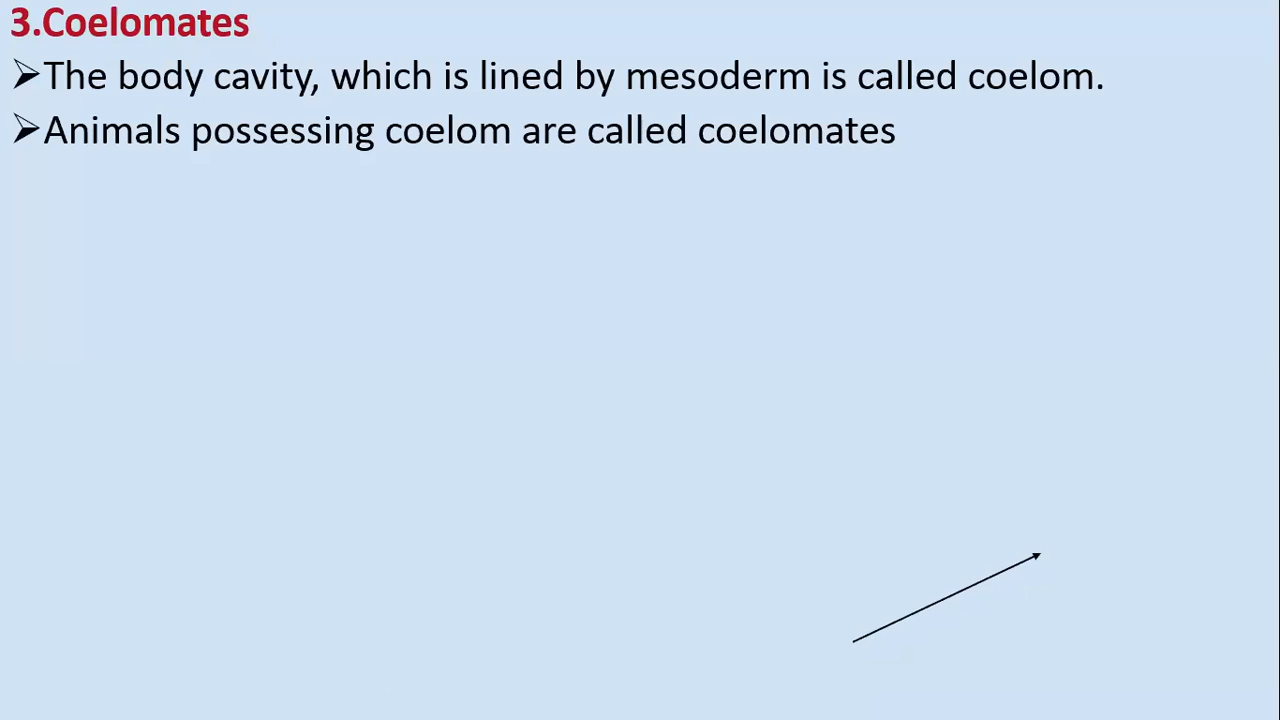 3.Coelomates
➢The body cavity, which is lined by mesoderm is called coelom.
➢Animals possessing coelom are called coelomates